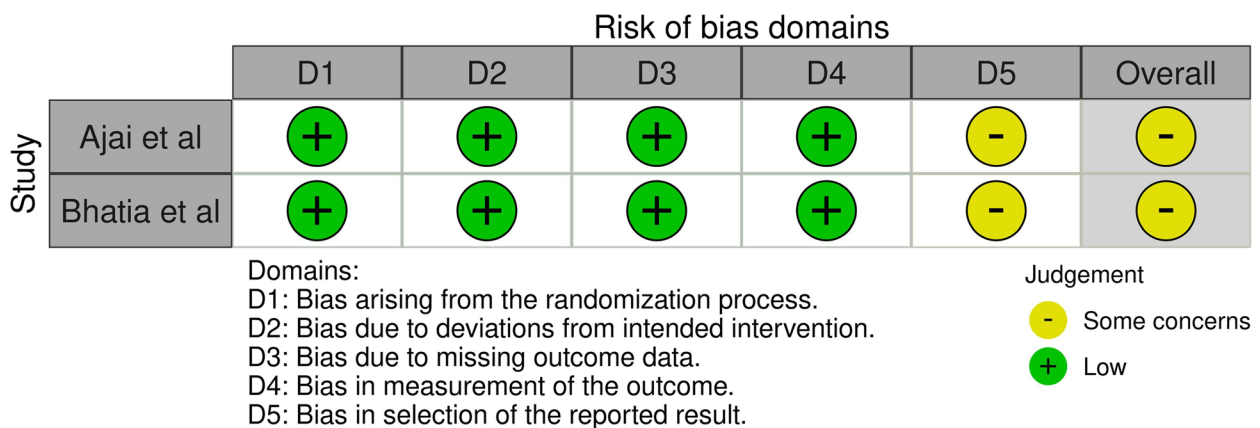 Risk of bias domains
D1 D2 D3 D4 D5 Overall
Study
Ajai et al + + + + - -
Bhatia et al + + + + - -
Domains:
D1: Bias arising from the randomization process.
D2: Bias due to deviations from intended intervention.
D3: Bias due to missing outcome data.
D4: Bias in measurement of the outcome.
D5: Bias in selection of the reported result.
Judgement
- Some concerns
+ Low